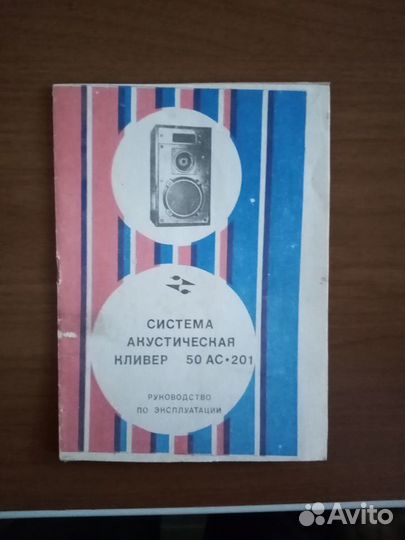 СИСТЕМА
АКУСТИЧЕСКАЯ
КЛИВЕР 50 АС•201
РУКОВОДСТВО
ПО ЭКСПЛУАТАЦИИ
Avito